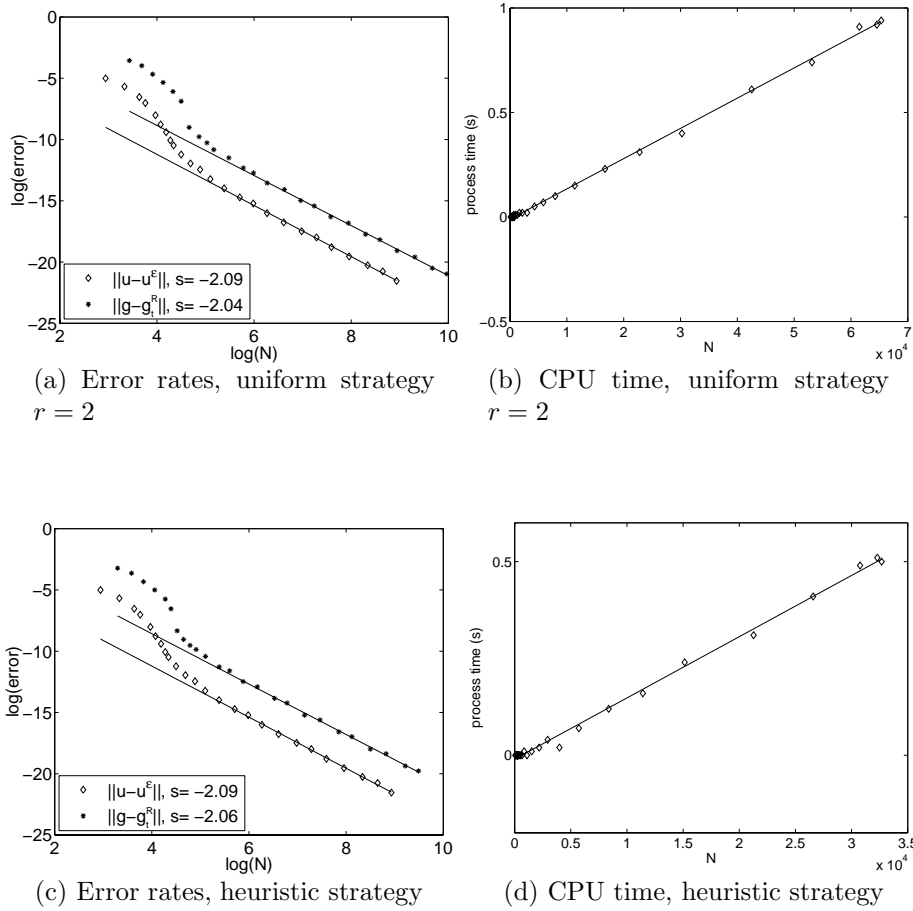 0
−5
−10
−15
−20
−25
log(error)
2 4 6 8 10
log(N)
||u−u^ε||, s= −2.09
||g−g_t^R||, s= −2.04
(a) Error rates, uniform strategy
r = 2
1
0.5
0
−0.5
process time (s)
0 1 2 3 4 5 6 7
N
x 10^4
(b) CPU time, uniform strategy
r = 2
0
−5
−10
−15
−20
−25
log(error)
2 4 6 8 10
log(N)
||u−u^ε||, s= −2.09
||g−g_t^R||, s= −2.06
(c) Error rates, heuristic strategy
0.5
0
process time (s)
0 0.5 1 1.5 2 2.5 3 3.5
N
x 10^4
(d) CPU time, heuristic strategy